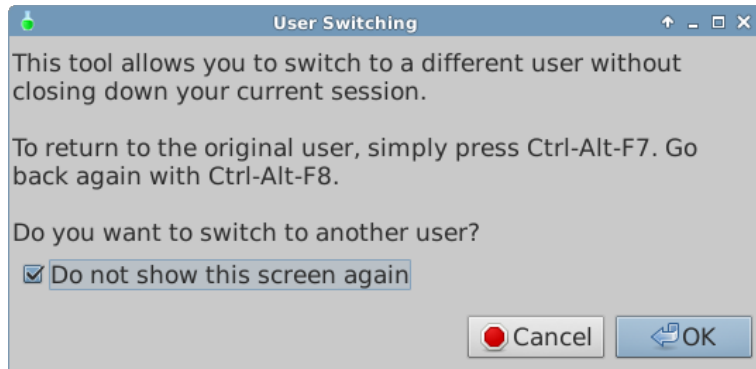 User Switching
This tool allows you to switch to a different user without
closing down your current session.
To return to the original user, simply press Ctrl-Alt-F7. Go
back again with Ctrl-Alt-F8.
Do you want to switch to another user?
Do not show this screen again
Cancel OK